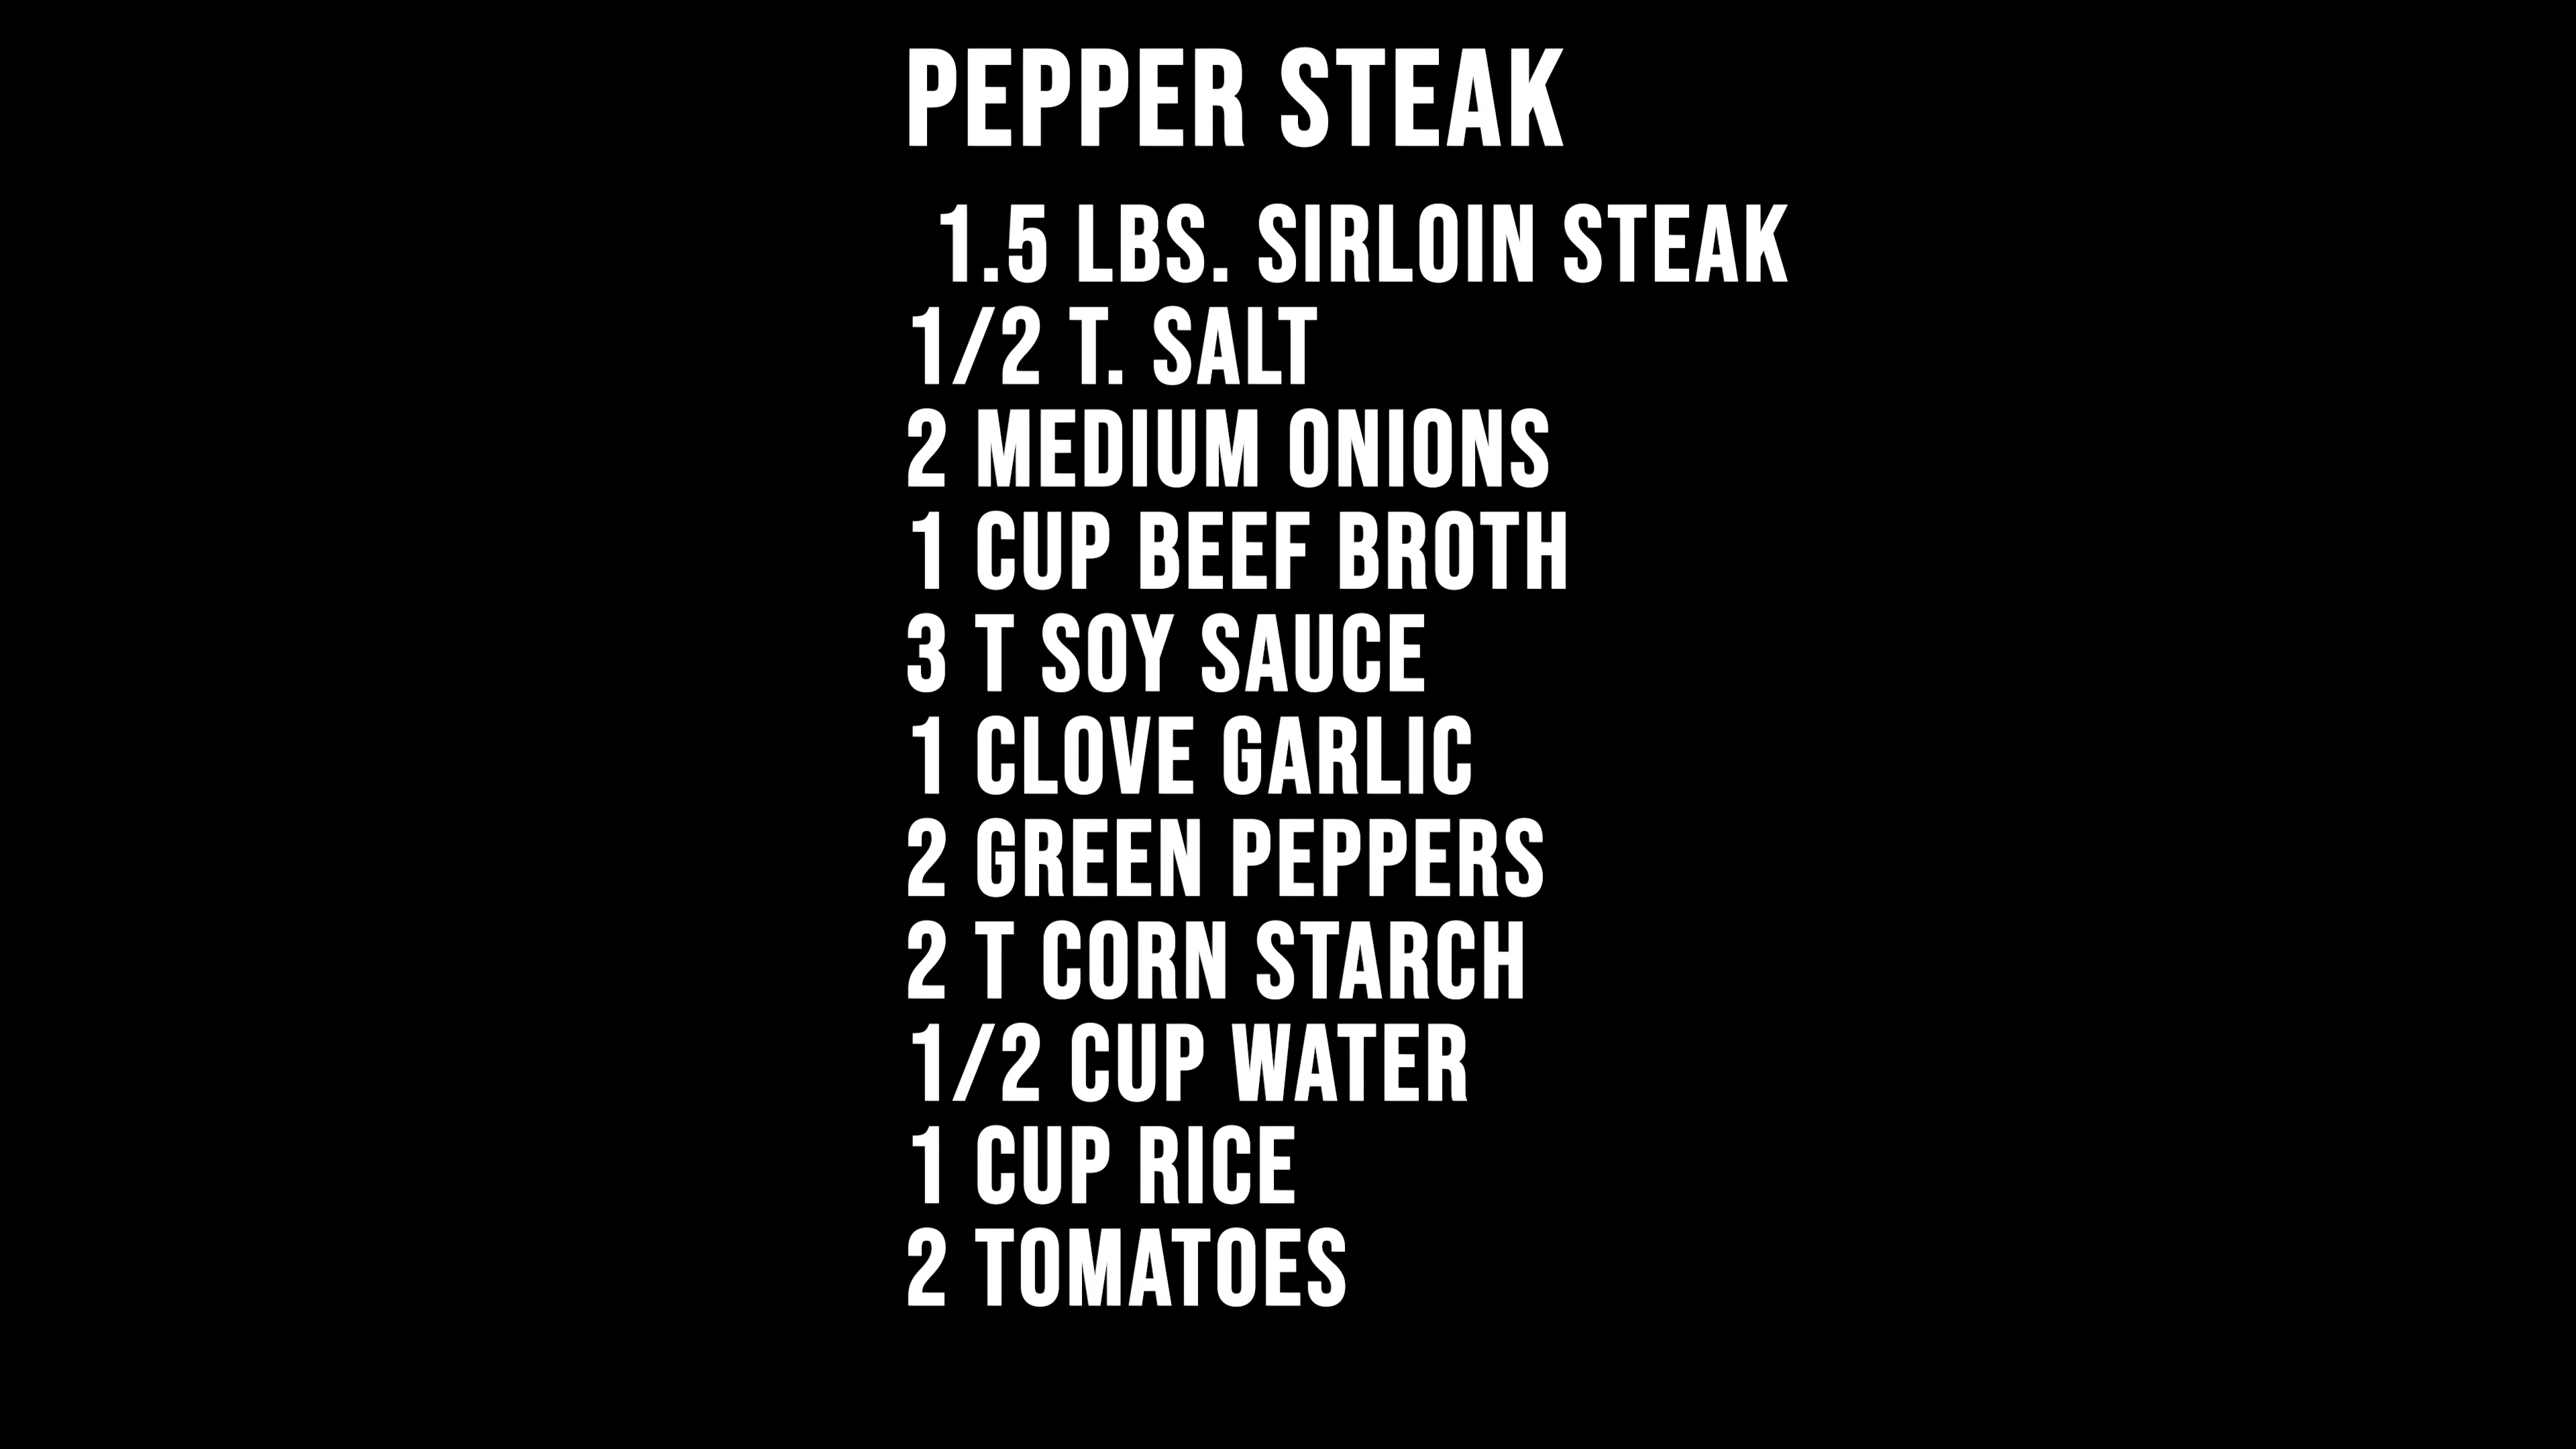 PEPPER STEAK
1.5 LBS. SIRLOIN STEAK
1/2 T. SALT
2 MEDIUM ONIONS
1 CUP BEEF BROTH
3 T SOY SAUCE
1 CLOVE GARLIC
2 GREEN PEPPERS
2 T CORN STARCH
1/2 CUP WATER
1 CUP RICE
2 TOMATOES